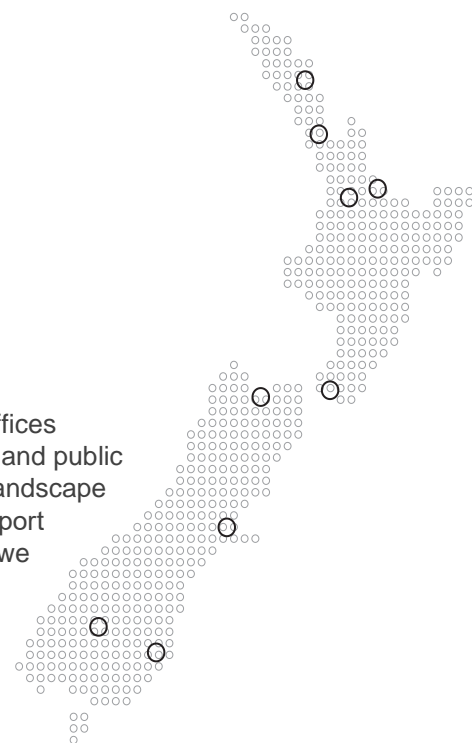 ffices
and public
andscape
port
we